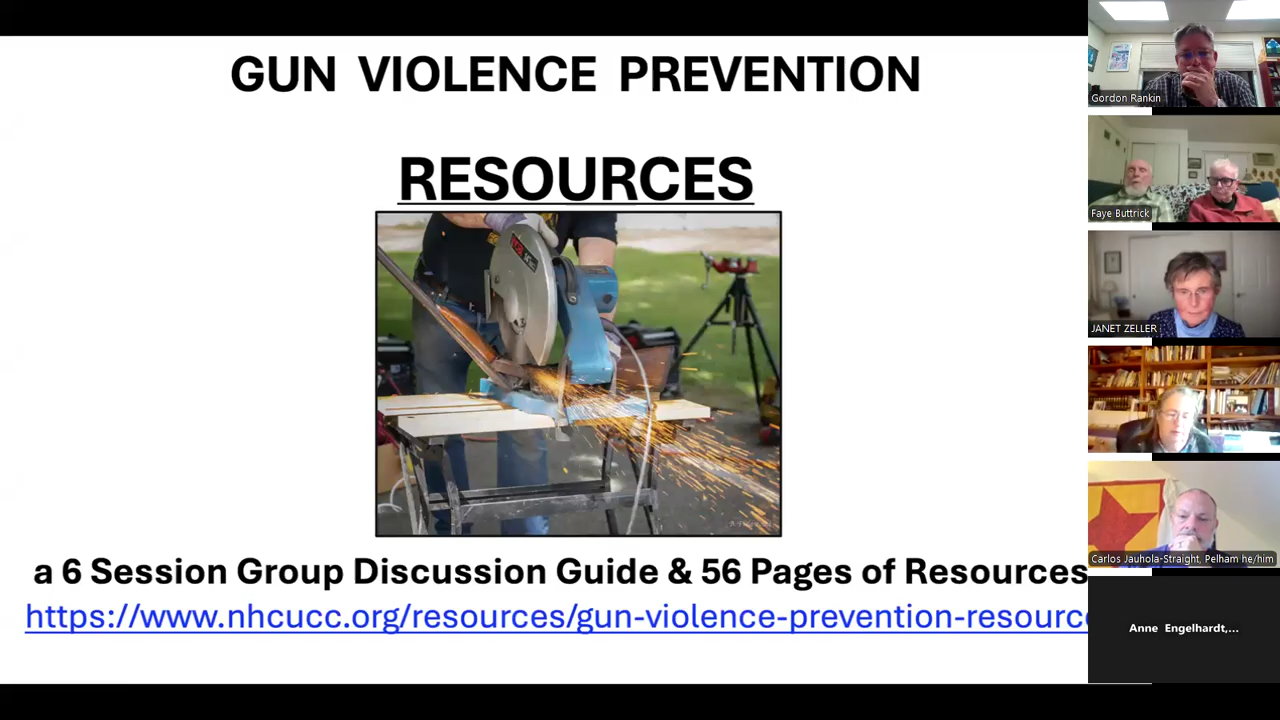 GUN VIOLENCE PREVENTION
RESOURCES
a 6 Session Group Discussion Guide & 56 Pages of Resources
https://www.nhcucc.org/resources/gun-violence-prevention-resourc
Gordon Rankin
Faye Buttrick
JANET ZELLER
Carlos Jauhola-Straight, Pelham he/him
Anne Engelhardt,...